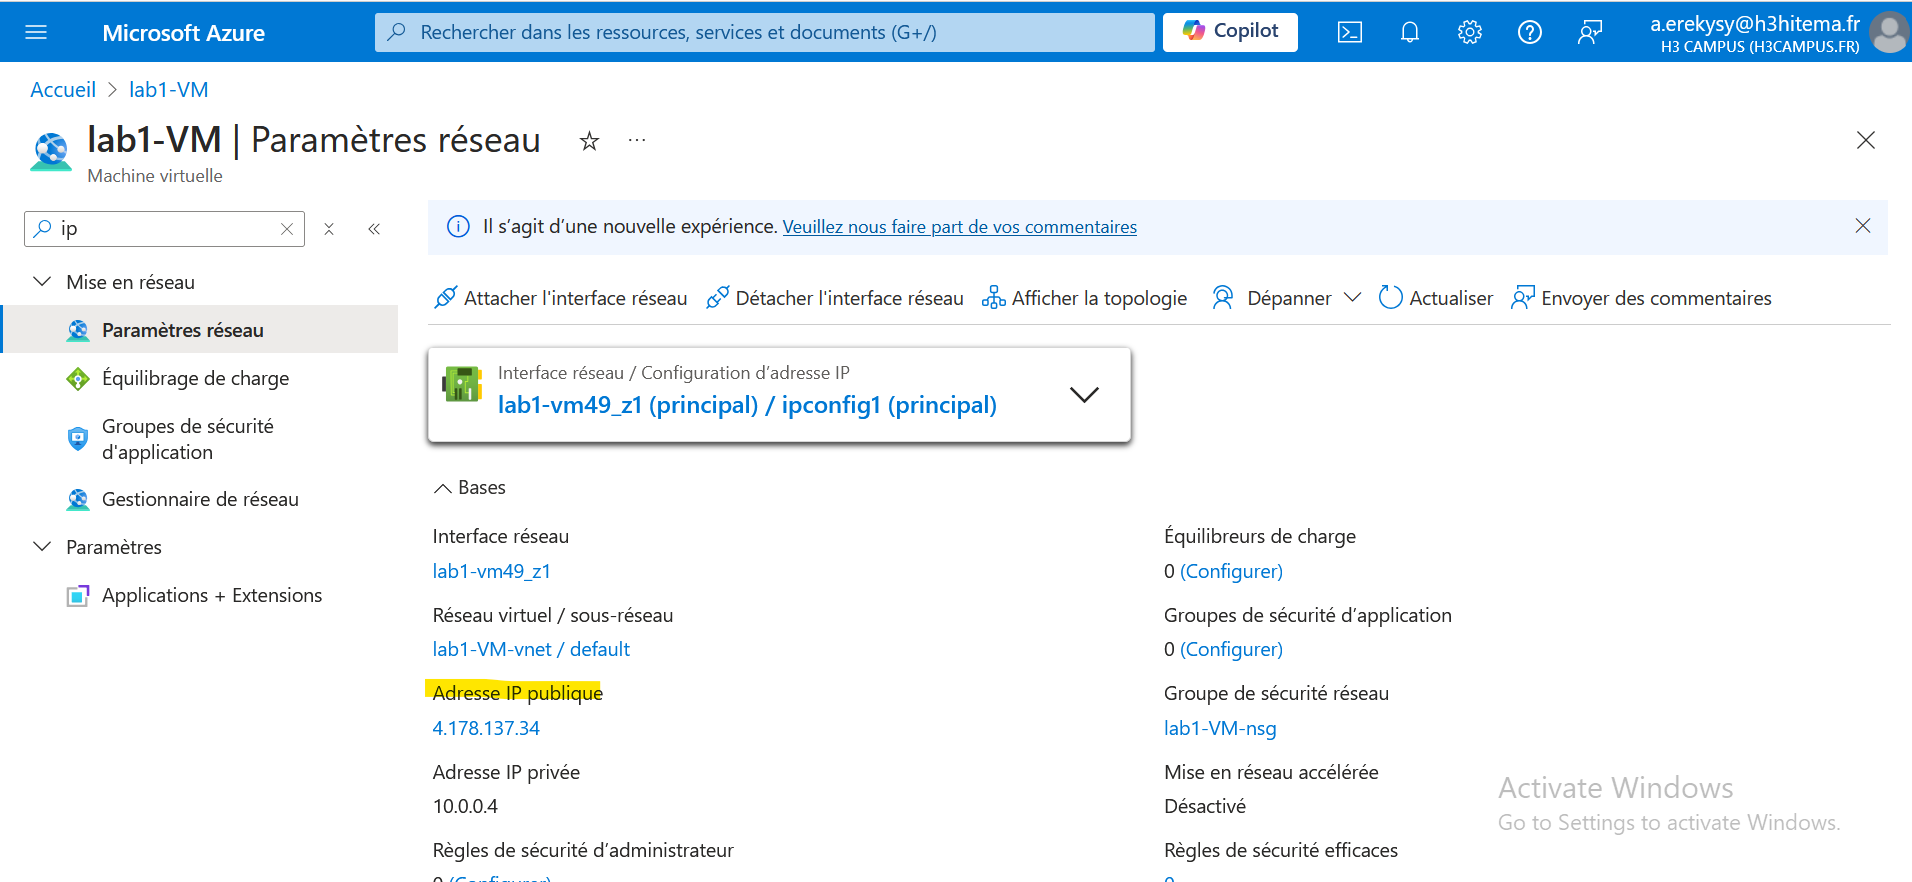 Microsoft Azure
Rechercher dans les ressources, services et documents (G+/)
Copilot
a.erekysy@h3hitema.fr
H3 CAMPUS (H3CAMPUS.FR)
Accueil > lab1-VM
lab1-VM | Paramètres réseau
Machine virtuelle
ip
Mise en réseau
Paramètres réseau
Équilibrage de charge
Groupes de sécurité
d'application
Gestionnaire de réseau
Paramètres
Applications + Extensions
Il s’agit d’une nouvelle expérience. Veuillez nous faire part de vos commentaires
Attacher l'interface réseau Détacher l'interface réseau Afficher la topologie Dépanner Actualiser Envoyer des commentaires
Interface réseau / Configuration d’adresse IP
lab1-vm49_z1 (principal) / ipconfig1 (principal)
Bases
Interface réseau
lab1-vm49_z1
Réseau virtuel / sous-réseau
lab1-VM-vnet / default
Adresse IP publique
4.178.137.34
Adresse IP privée
10.0.0.4
Règles de sécurité d’administrateur
0 (Configurer)
Équilibreurs de charge
0 (Configurer)
Groupes de sécurité d’application
0 (Configurer)
Groupe de sécurité réseau
lab1-VM-nsg
Mise en réseau accélérée
Désactivé
Règles de sécurité efficaces
Activate Windows
Go to Settings to activate Windows.